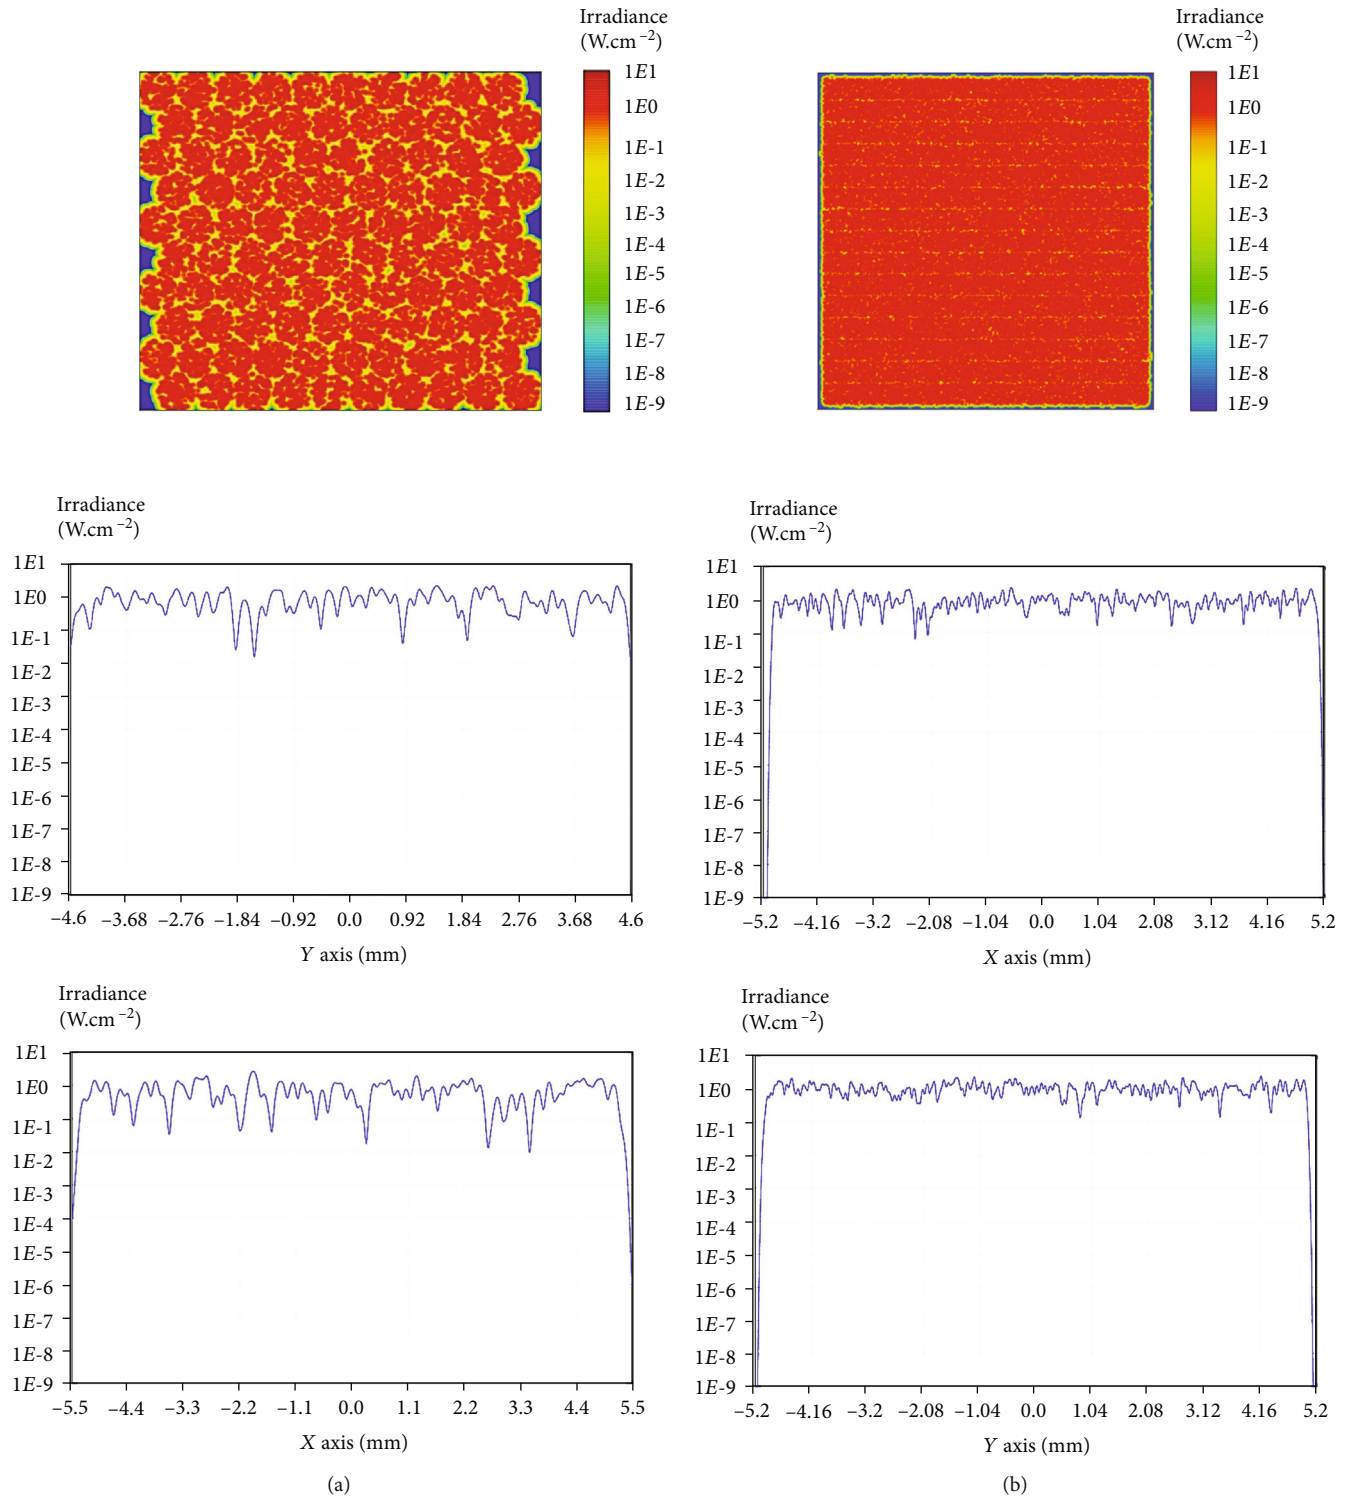 Irradiance
(W.cm⁻²)
1E1
1E0
1E-1
1E-2
1E-3
1E-4
1E-5
1E-6
1E-7
1E-8
1E-9
Irradiance
(W.cm⁻²)
1E1
1E0
1E-1
1E-2
1E-3
1E-4
1E-5
1E-6
1E-7
1E-8
1E-9
Irradiance
(W.cm⁻²)
1E1
1E0
1E-1
1E-2
1E-3
1E-4
1E-5
1E-6
1E-7
1E-8
1E-9
−4.6 −3.68 −2.76 −1.84 −0.92 0.0 0.92 1.84 2.76 3.68 4.6
Y axis (mm)
Irradiance
(W.cm⁻²)
1E1
1E0
1E-1
1E-2
1E-3
1E-4
1E-5
1E-6
1E-7
1E-8
1E-9
−5.2 −4.16 −3.2 −2.08 −1.04 0.0 1.04 2.08 3.12 4.16 5.2
X axis (mm)
Irradiance
(W.cm⁻²)
1E1
1E0
1E-1
1E-2
1E-3
1E-4
1E-5
1E-6
1E-7
1E-8
1E-9
−5.5 −4.4 −3.3 −2.2 −1.1 0.0 1.1 2.2 3.3 4.4 5.5
X axis (mm)
(a)
Irradiance
(W.cm⁻²)
1E1
1E0
1E-1
1E-2
1E-3
1E-4
1E-5
1E-6
1E-7
1E-8
1E-9
−5.2 −4.16 −3.2 −2.08 −1.04 0.0 1.04 2.08 3.12 4.16 5.2
Y axis (mm)
(b)